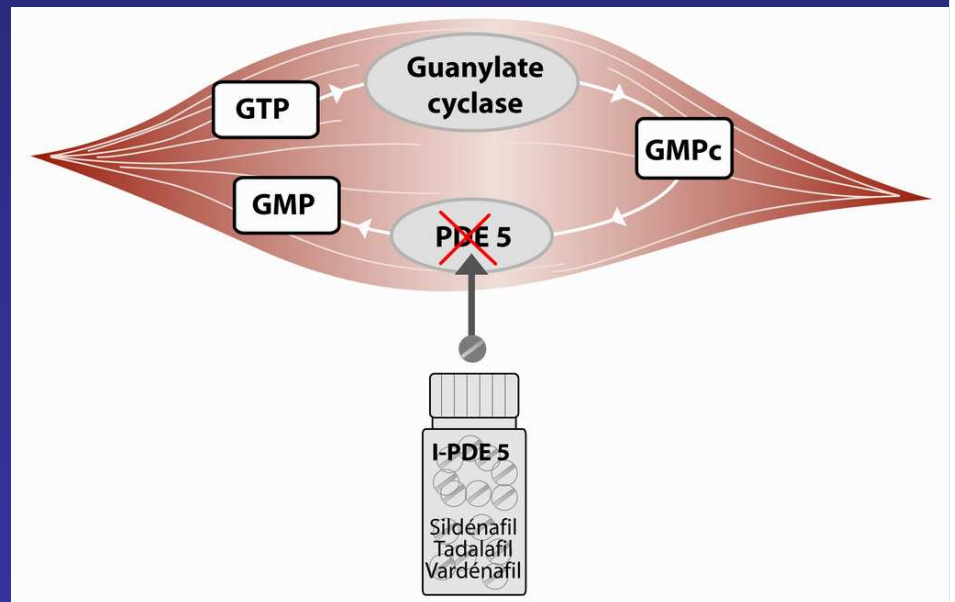 Guanylate
cyclase
GTP
GMPc
GMP
PDE 5
I-PDE 5
Sildénafil
Tadalafil
Vardénafil